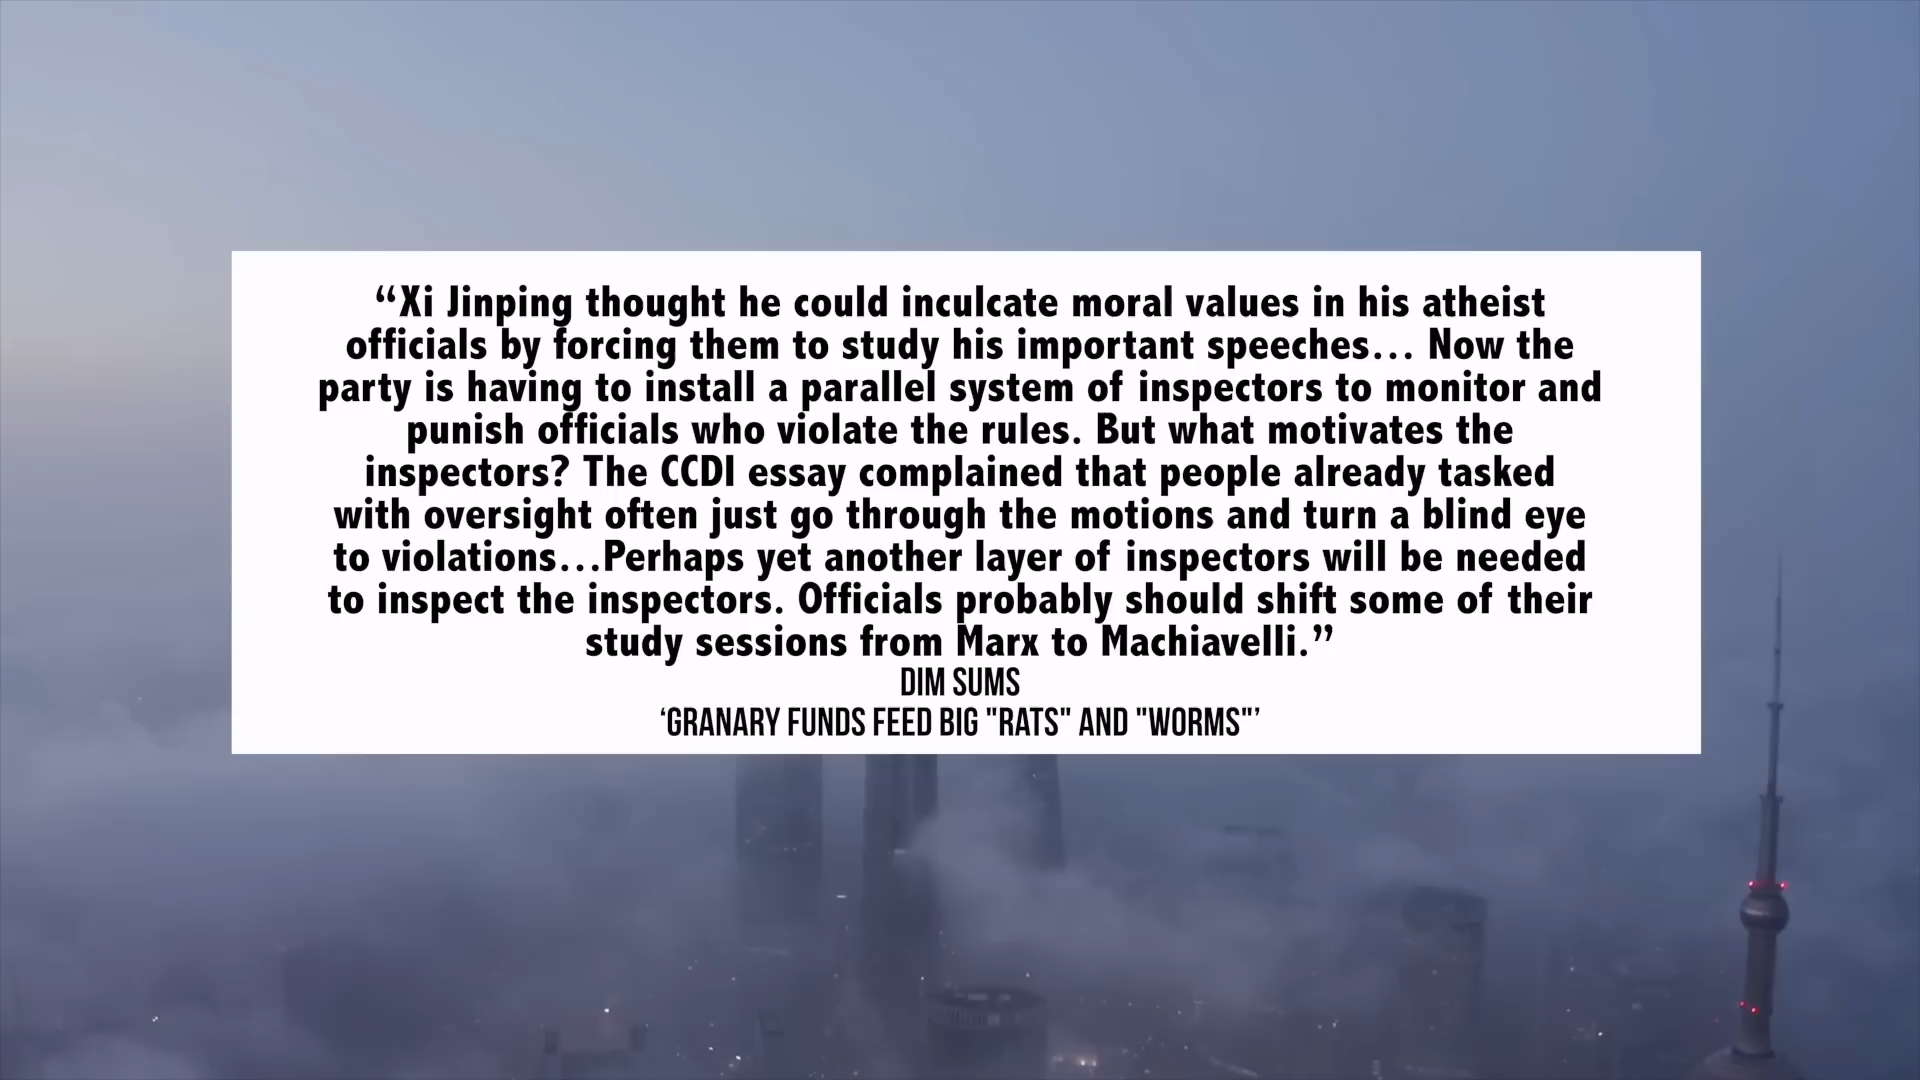 “Xi Jinping thought he could inculcate moral values in his atheist
officials by forcing them to study his important speeches... Now the
party is having to install a parallel system of inspectors to monitor and
punish officials who violate the rules. But what motivates the
inspectors? The CCDI essay complained that people already tasked
with oversight often just go through the motions and turn a blind eye
to violations...Perhaps yet another layer of inspectors will be needed
to inspect the inspectors. Officials probably should shift some of their
study sessions from Marx to Machiavelli.”
DIM SUMS
‘GRANARY FUNDS FEED BIG "RATS" AND "WORMS"’